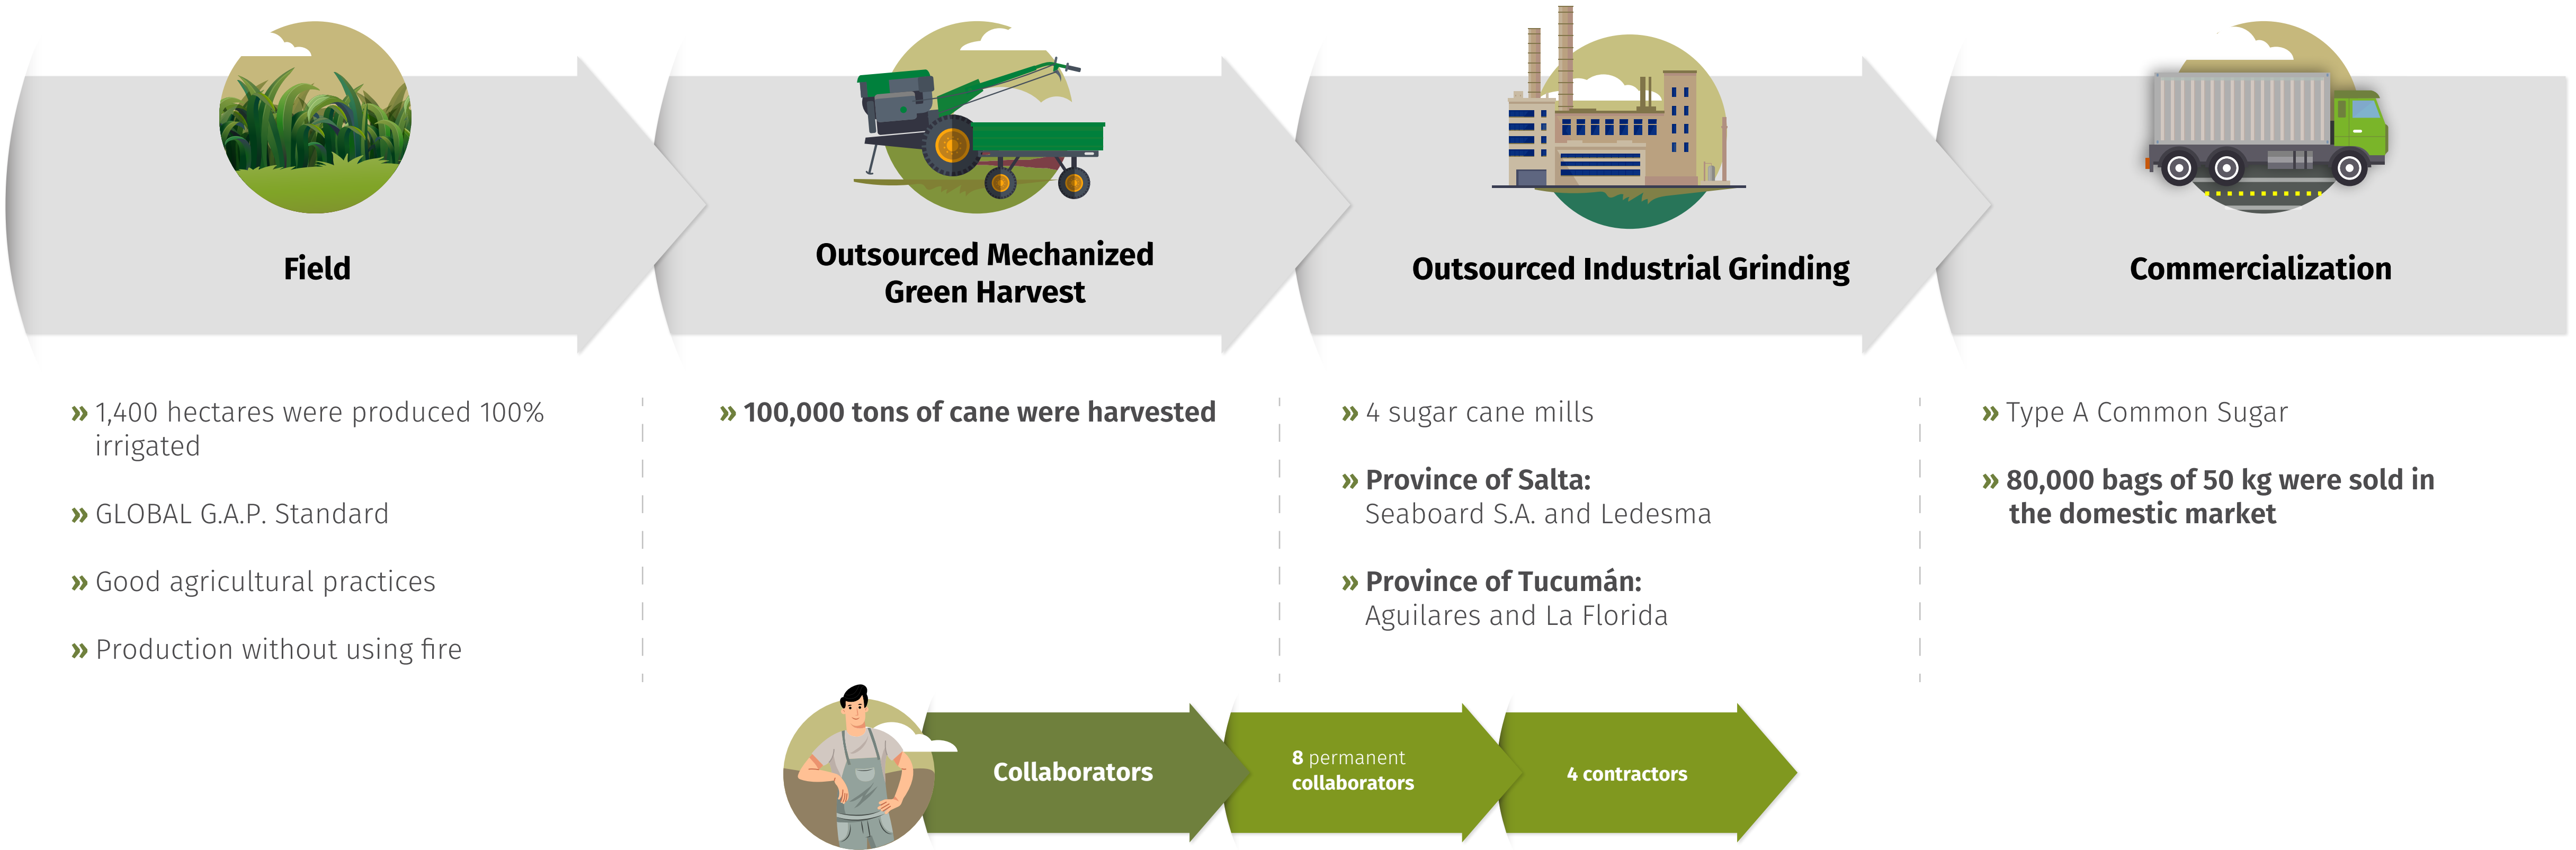 Field
Outsourced Mechanized
Green Harvest
Outsourced Industrial Grinding
Commercialization
» 1,400 hectares were produced 100%
irrigated
» GLOBAL G.A.P. Standard
» Good agricultural practices
» Production without using fire
» 100,000 tons of cane were harvested
» 4 sugar cane mills
» Province of Salta:
Seaboard S.A. and Ledesma
» Province of Tucumán:
Aguilares and La Florida
» Type A Common Sugar
» 80,000 bags of 50 kg were sold in
the domestic market
Collaborators
8 permanent
collaborators
4 contractors